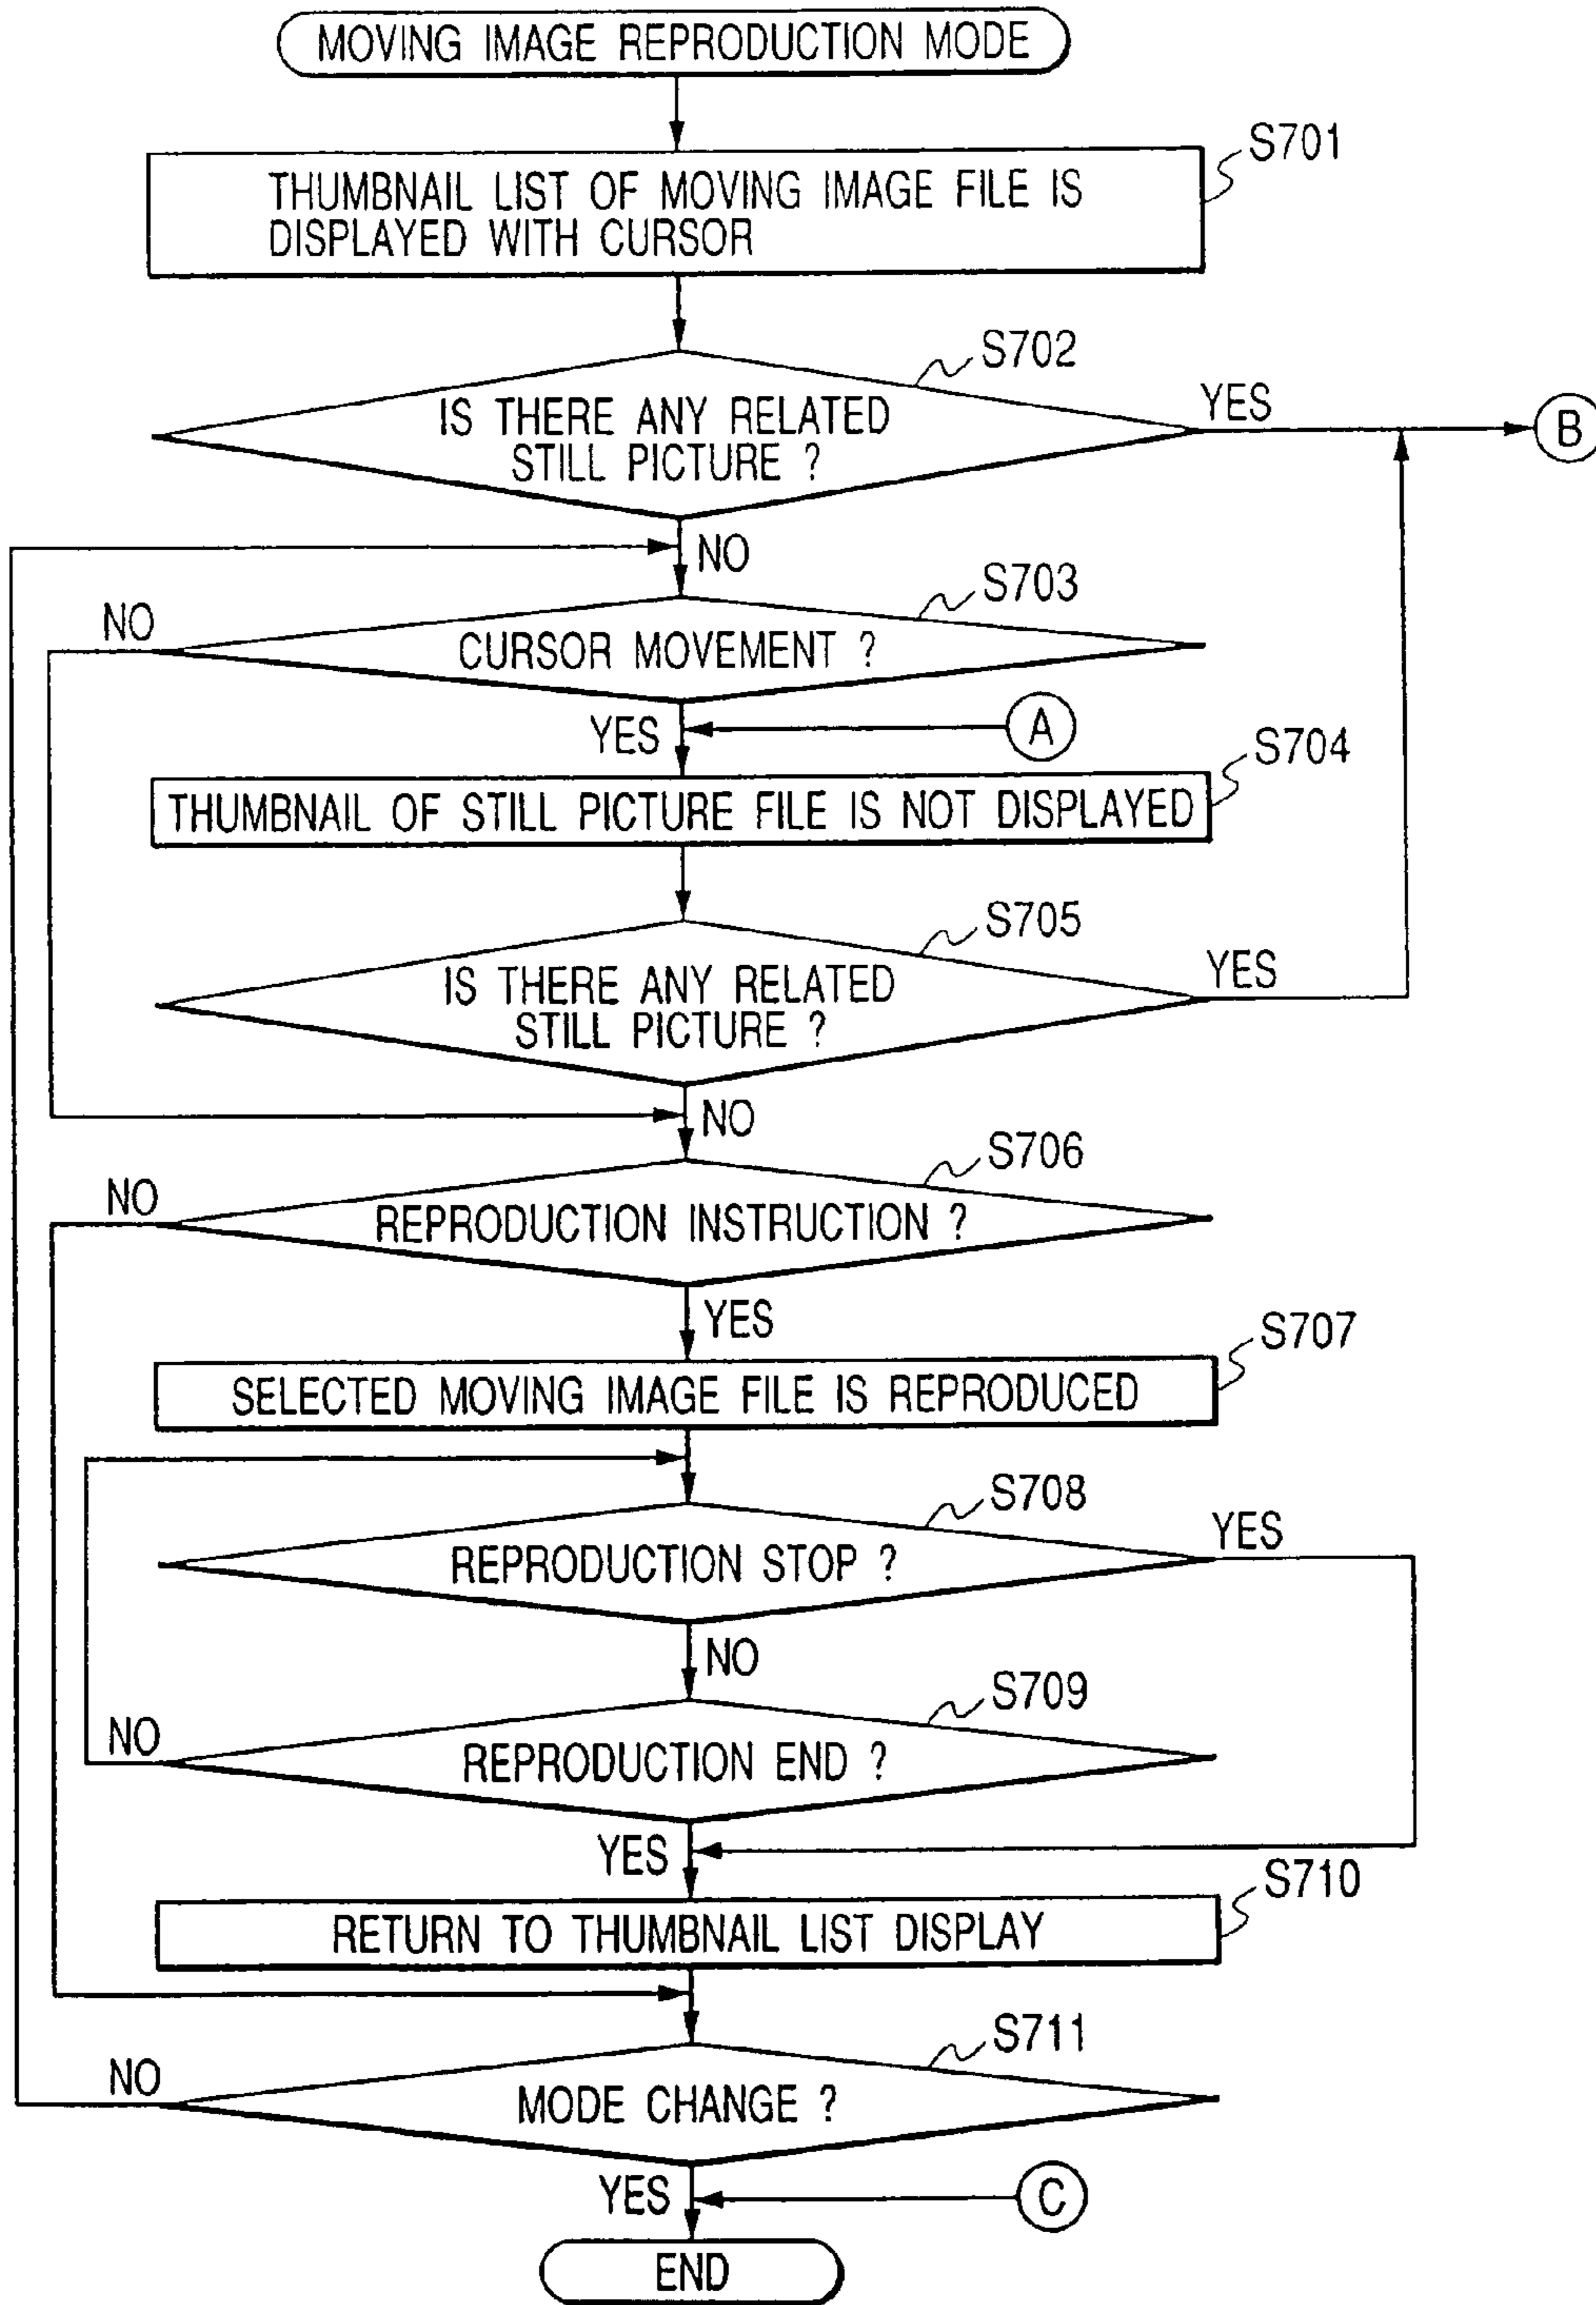 MOVING IMAGE REPRODUCTION MODE
S701
THUMBNAIL LIST OF MOVING IMAGE FILE IS
DISPLAYED WITH CURSOR
S702
IS THERE ANY RELATED
STILL PICTURE ?
YES
B
NO
S703
NO
CURSOR MOVEMENT ?
YES
A
S704
THUMBNAIL OF STILL PICTURE FILE IS NOT DISPLAYED
S705
IS THERE ANY RELATED
STILL PICTURE ?
YES
NO
S706
NO
REPRODUCTION INSTRUCTION ?
YES
S707
SELECTED MOVING IMAGE FILE IS REPRODUCED
S708
REPRODUCTION STOP ?
YES
NO
S709
NO
REPRODUCTION END ?
YES
S710
RETURN TO THUMBNAIL LIST DISPLAY
S711
NO
MODE CHANGE ?
YES
C
END